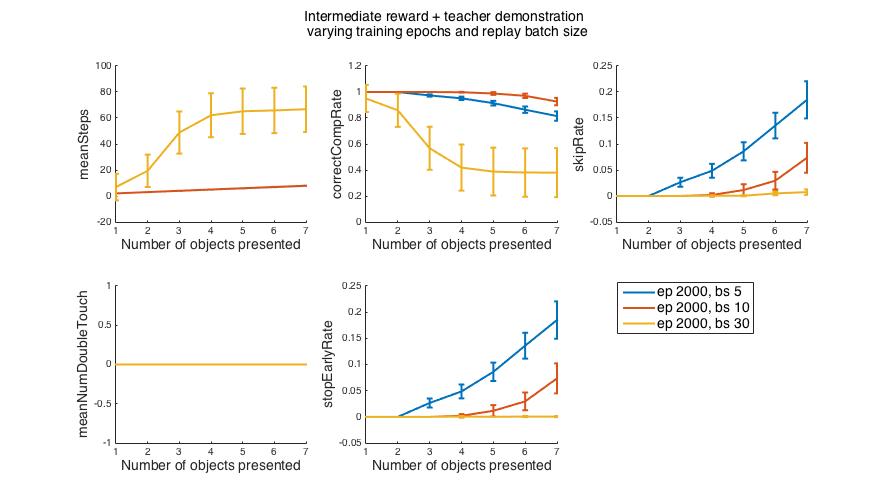 Intermediate reward + teacher demonstration
varying training epochs and replay batch size
meanSteps
100
80
60
40
20
0
-20
1 2 3 4 5 6 7
Number of objects presented
correctCompRate
1.2
1
0.8
0.6
0.4
0.2
0
1 2 3 4 5 6 7
Number of objects presented
skipRate
0.25
0.2
0.15
0.1
0.05
0
-0.05
1 2 3 4 5 6 7
Number of objects presented
meanNumDoubleTouch
1
0.5
0
-0.5
-1
1 2 3 4 5 6 7
Number of objects presented
stopEarlyRate
0.25
0.2
0.15
0.1
0.05
0
-0.05
1 2 3 4 5 6 7
Number of objects presented
ep 2000, bs 5
ep 2000, bs 10
ep 2000, bs 30